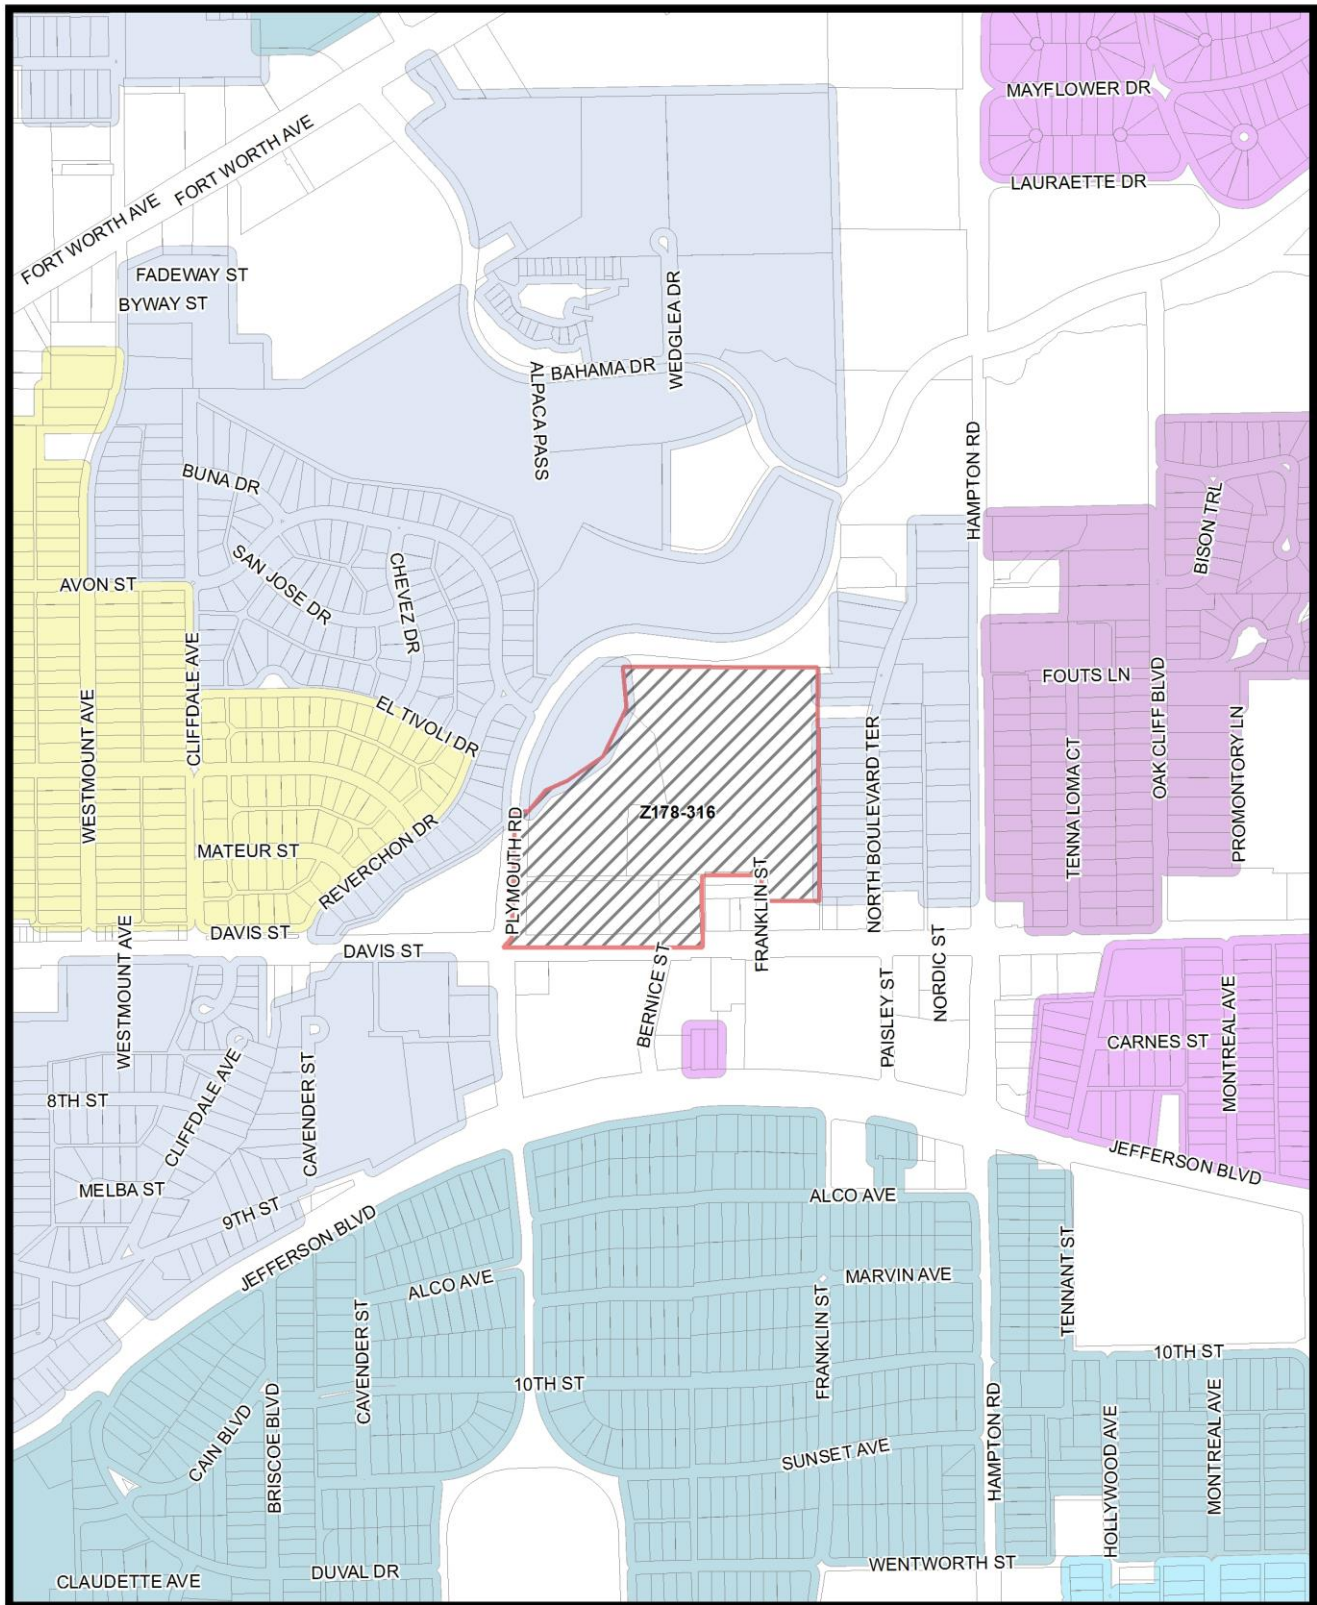 MAYFLOWER DR
FORT WORTH AVE
LAURAETTE DR
FORT WORTH AVE
FADEWAY ST
BYWAY ST
WEDGLEA DR
BAHAMA DR
ALPACA PASS
HAMPTON RD
BUNA DR
BISON TRL
SAN JOSE DR
CHEVEZ DR
AVON ST
CLIFFDALE AVE
WESTMOUNT AVE
FOUTS LN
OAK CLIFF BLVD
EL TIVOLI DR
NORTH BOULEVARD TER
TENNA LOMA CT
PROMONTORY LN
Z178-316
MATEUR ST
REVERCHON DR
PLYMOUTH RD
FRANKLIN ST
DAVIS ST
WESTMOUNT AVE
DAVIS ST
BERNICE ST
PAISLEY ST
NORDIC ST
CARNES ST
MONTREAL AVE
8TH ST
CLIFFDALE AVE
CAVENDER ST
JEFFERSON BLVD
MELBA ST
9TH ST
ALCO AVE
JEFFERSON BLVD
TENNANT ST
ALCO AVE
MARVIN AVE
CAVENDER ST
FRANKLIN ST
10TH ST
10TH ST
CAIN BLVD
BRISCOE BLVD
HAMPTON RD
HOLLYWOOD AVE
MONTREAL AVE
SUNSET AVE
WENTWORTH ST
DUVAL DR
CLAUDETTE AVE